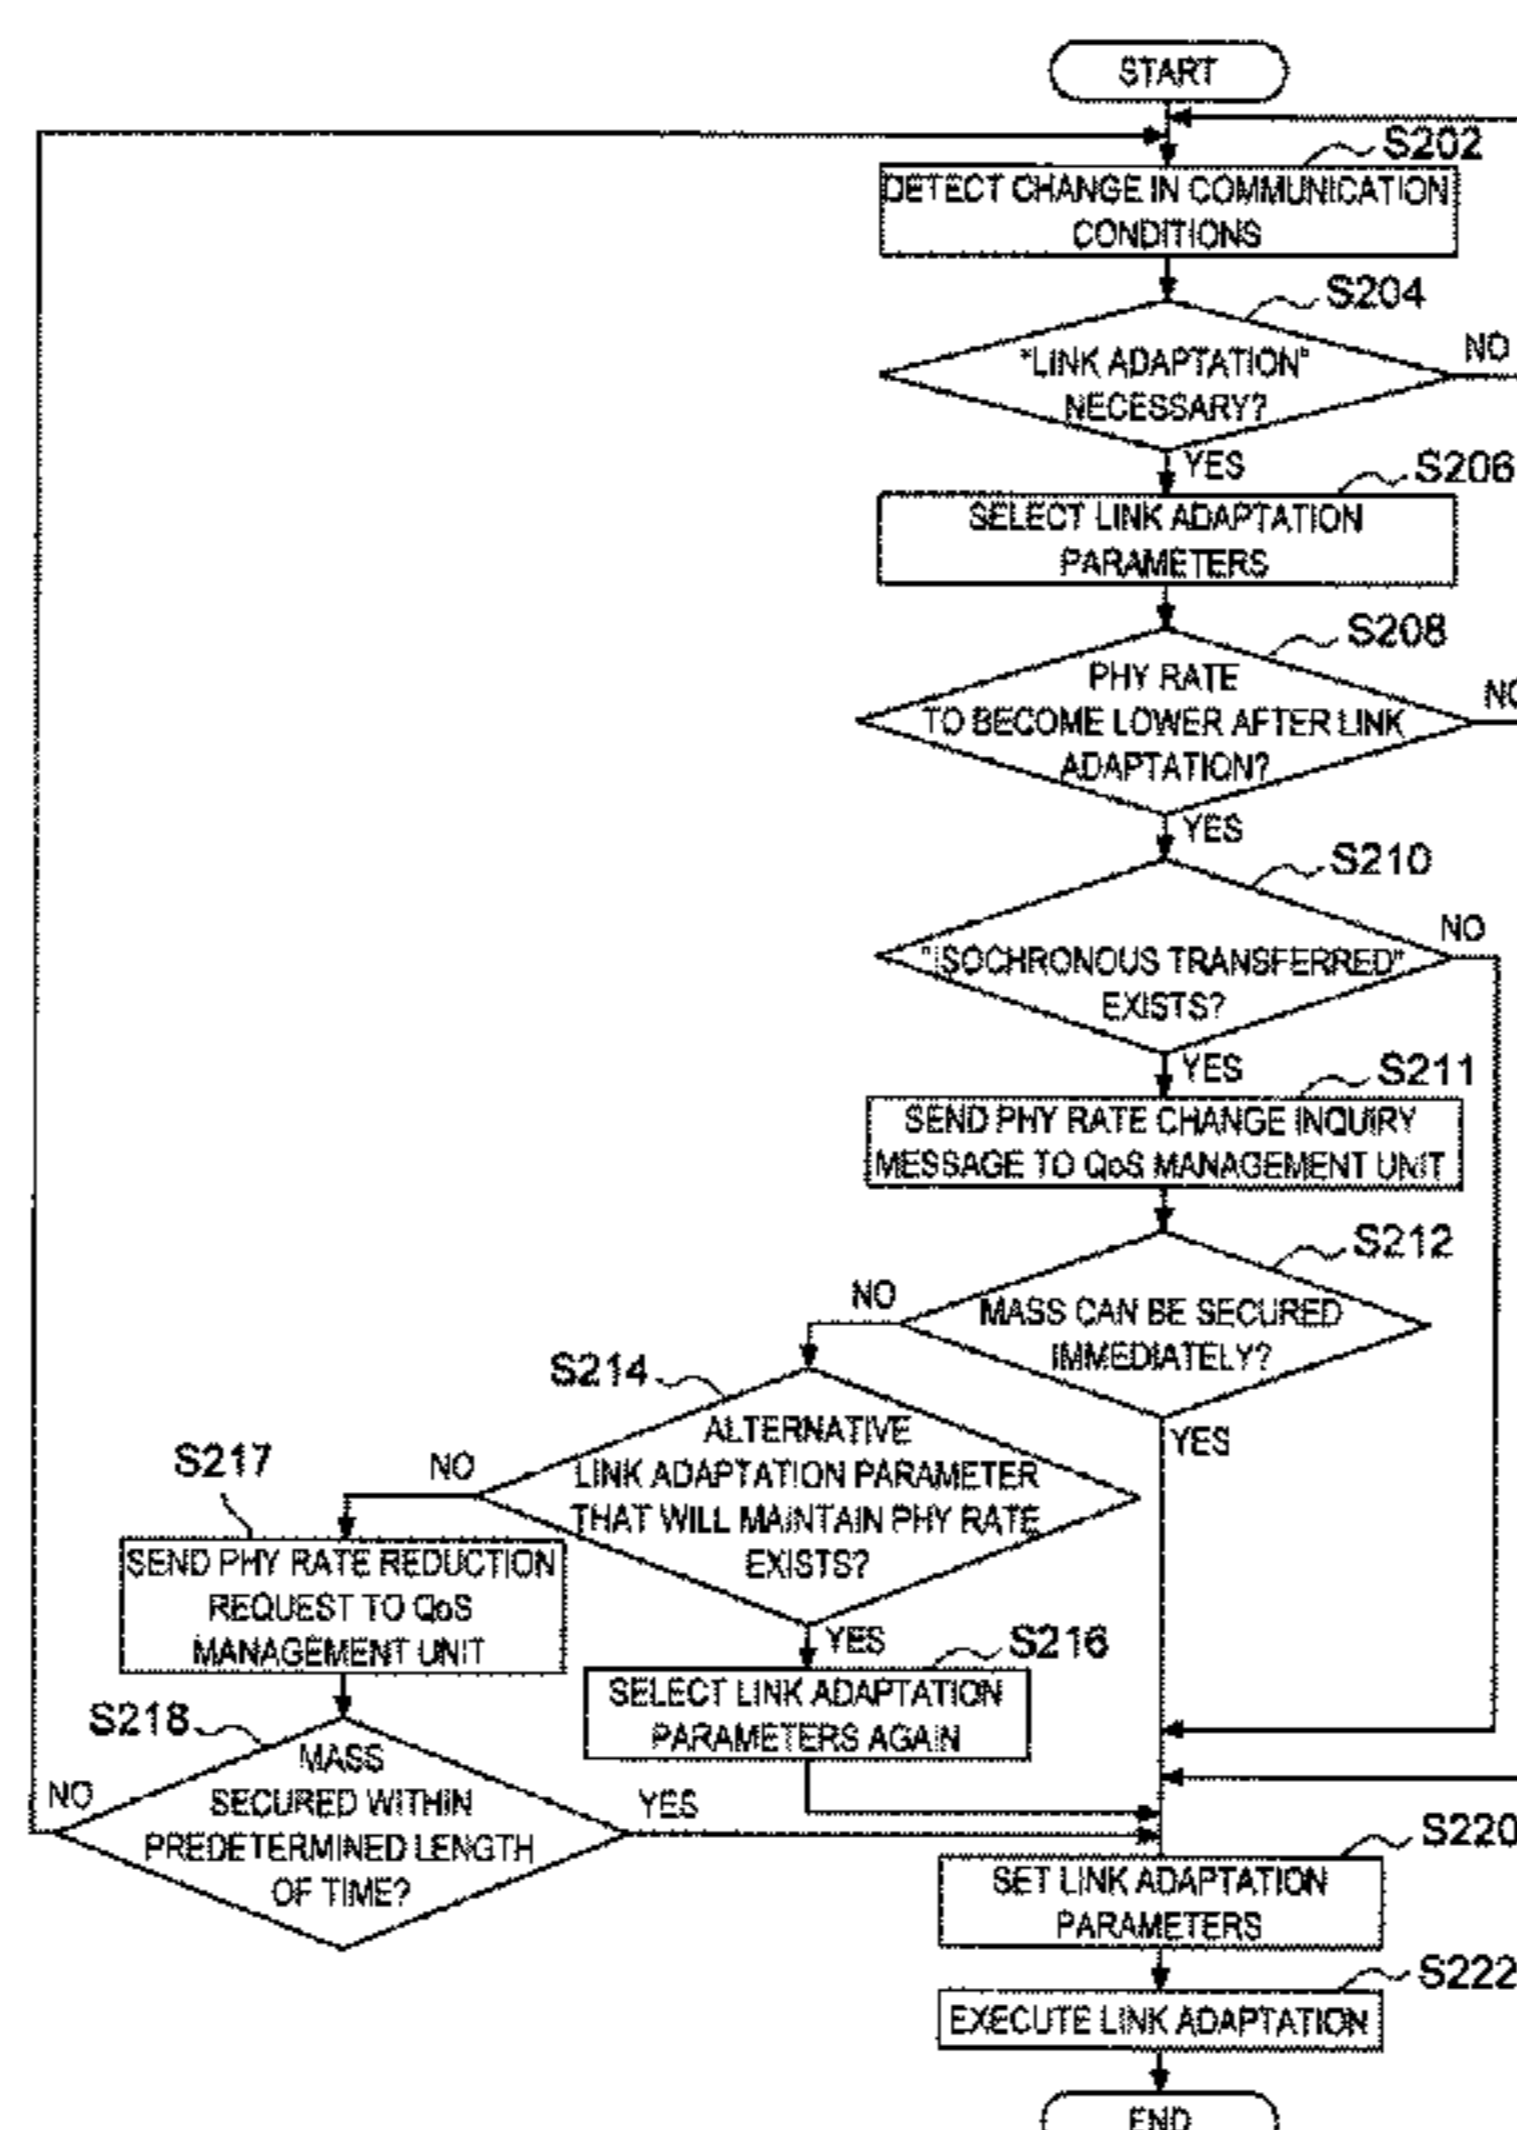 START
S202
DETECT CHANGE IN COMMUNICATION
CONDITIONS
S204
"LINK ADAPTATION"
NECESSARY?
NO
YES
S206
SELECT LINK ADAPTATION
PARAMETERS
S208
PHY RATE
TO BECOME LOWER AFTER LINK
ADAPTATION?
NO
YES
S210
"ISOCHRONOUS TRANSFERRED"
EXISTS?
NO
YES
S211
SEND PHY RATE CHANGE INQUIRY
MESSAGE TO QoS MANAGEMENT UNIT
S212
MASS CAN BE SECURED
IMMEDIATELY?
NO
YES
S214
ALTERNATIVE
LINK ADAPTATION PARAMETER
THAT WILL MAINTAIN PHY RATE
EXISTS?
NO
YES
S217
SEND PHY RATE REDUCTION
REQUEST TO QoS
MANAGEMENT UNIT
S216
SELECT LINK ADAPTATION
PARAMETERS AGAIN
S218
MASS
SECURED WITHIN
PREDETERMINED LENGTH
OF TIME?
NO
YES
S220
SET LINK ADAPTATION
PARAMETERS
S222
EXECUTE LINK ADAPTATION
END